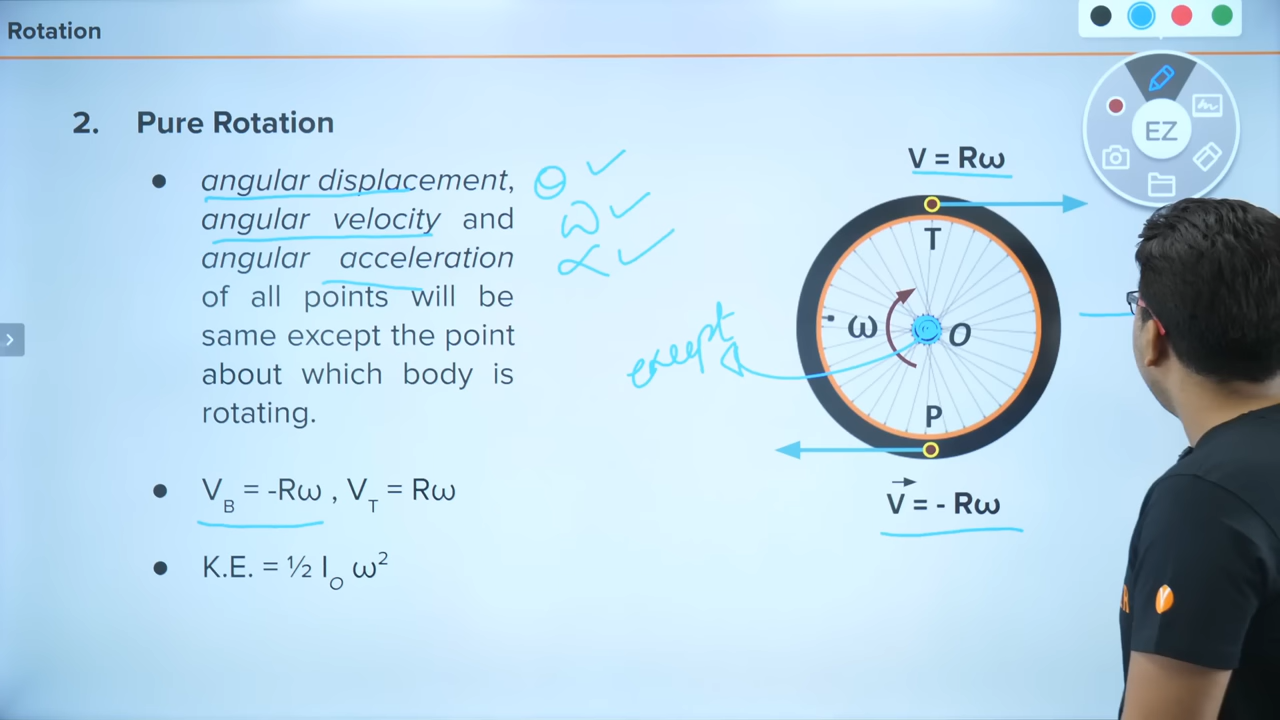 Rotation
2. Pure Rotation
• angular displacement, θ ✓
angular velocity and ω ✓
angular acceleration α ✓
of all points will be
same except the point
about which body is
rotating.
• V_B = -Rω , V_T = Rω
• K.E. = ½ I_O ω²
V = Rω
T
ω
O
except
P
V⃗ = - Rω
EZ